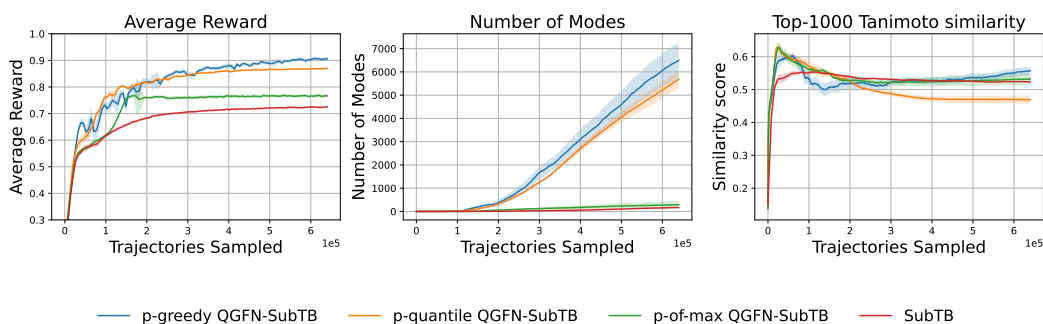 Average Reward
Average Reward
1.0
0.9
0.8
0.7
0.6
0.5
0.4
0.3
0 1 2 3 4 5 6
1e5
Trajectories Sampled
Number of Modes
Number of Modes
7000
6000
5000
4000
3000
2000
1000
0
0 1 2 3 4 5 6
1e5
Trajectories Sampled
Top-1000 Tanimoto similarity
Similarity score
0.6
0.5
0.4
0.3
0.2
0 1 2 3 4 5 6
1e5
Trajectories Sampled
p-greedy QGFN-SubTB p-quantile QGFN-SubTB p-of-max QGFN-SubTB SubTB